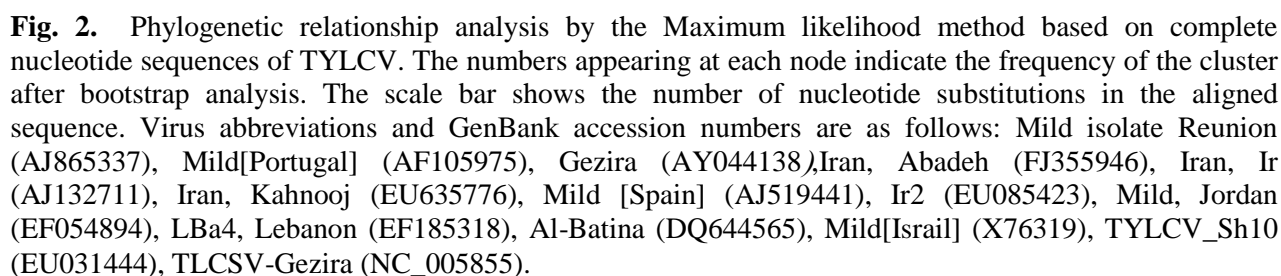 Fig. 2. Phylogenetic relationship analysis by the Maximum likelihood method based on complete
nucleotide sequences of TYLCV. The numbers appearing at each node indicate the frequency of the cluster
after bootstrap analysis. The scale bar shows the number of nucleotide substitutions in the aligned
sequence. Virus abbreviations and GenBank accession numbers are as follows: Mild isolate Reunion
(AJ865337), Mild[Portugal] (AF105975), Gezira (AY044138),Iran, Abadeh (FJ355946), Iran, Ir
(AJ132711), Iran, Kahnooj (EU635776), Mild [Spain] (AJ519441), Ir2 (EU085423), Mild, Jordan
(EF054894), LBa4, Lebanon (EF185318), Al-Batina (DQ644565), Mild[Israil] (X76319), TYLCV_Sh10
(EU031444), TLCSV-Gezira (NC_005855).